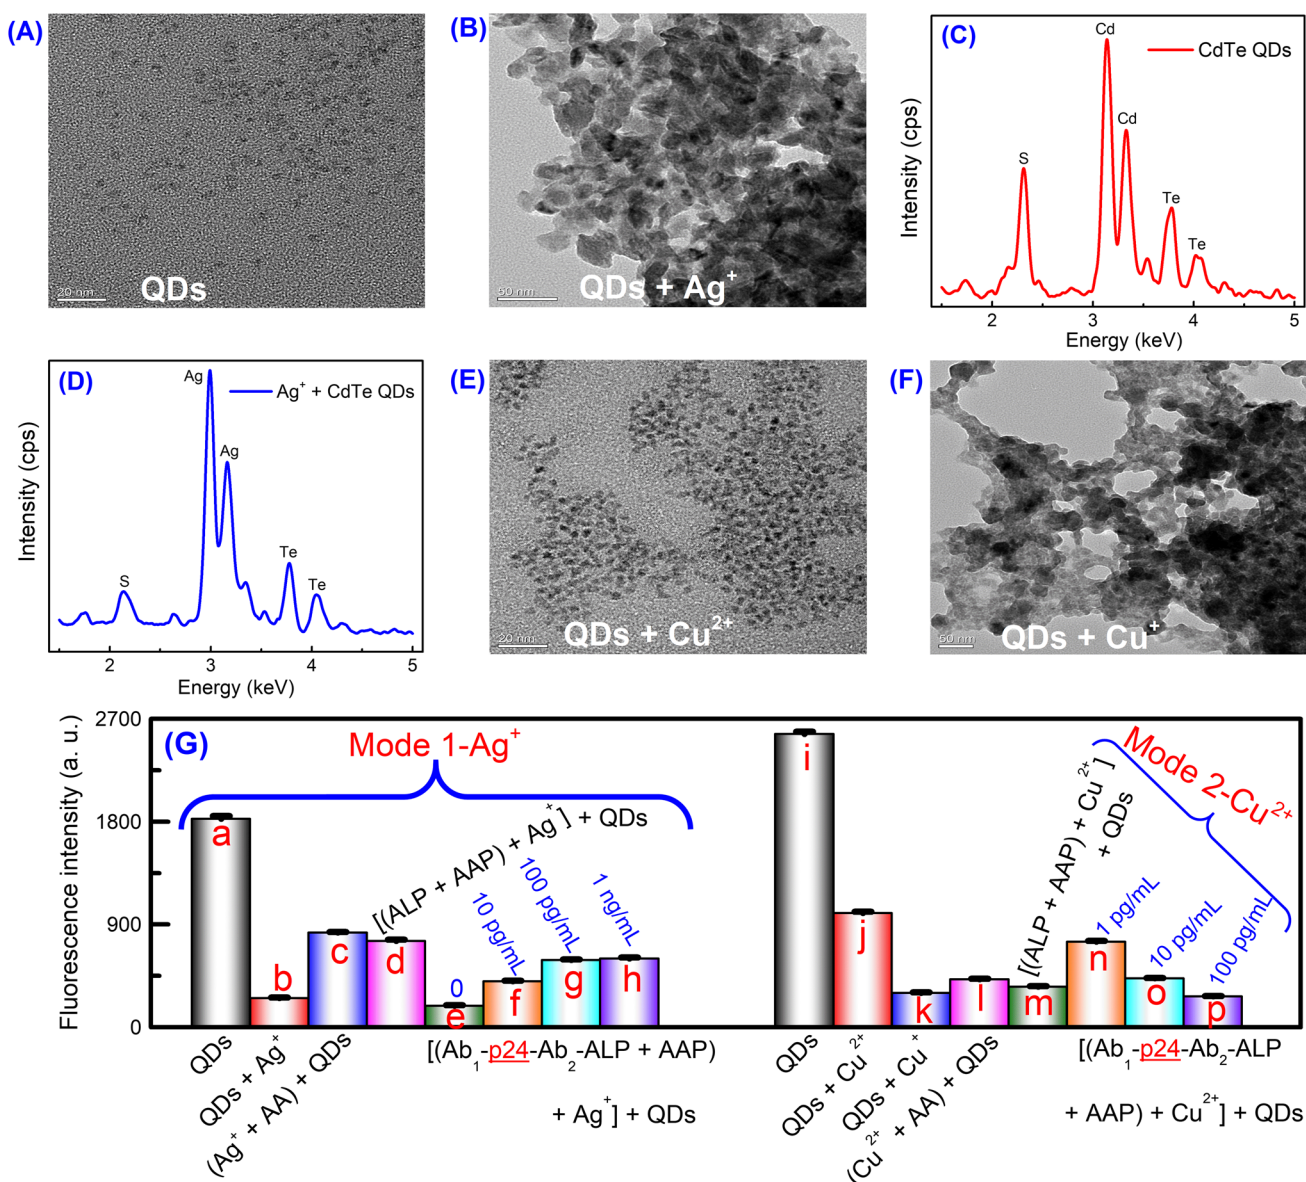 (A)
20 nm
QDs
(B)
50 nm
QDs + Ag⁺
(C)
CdTe QDs
Cd
Cd
S
Te
Te
Intensity (cps)
2 3 4 5
Energy (keV)
(D)
Ag⁺ + CdTe QDs
Ag
Ag
S
Te
Te
Intensity (cps)
2 3 4 5
Energy (keV)
(E)
20 nm
QDs + Cu²⁺
(F)
50 nm
QDs + Cu⁺
(G)
Fluorescence intensity (a. u.)
2700
1800
900
0
Mode 1-Ag⁺
[(ALP + AAP) + Ag⁺] + QDs
0
10 pg/mL
100 pg/mL
1 ng/mL
a
b
c
d
e
f
g
h
QDs
QDs + Ag⁺
(Ag⁺ + AA) + QDs
[(Ab₁-p24-Ab₂-ALP + AAP)
+ Ag⁺] + QDs
Mode 2-Cu²⁺
[(ALP + AAP) + Cu²⁺]
+ QDs
1 pg/mL
10 pg/mL
100 pg/mL
i
j
k
l
m
n
o
p
QDs
QDs + Cu²⁺
QDs + Cu⁺
(Cu²⁺ + AA) + QDs
[(Ab₁-p24-Ab₂-ALP
+ AAP) + Cu²⁺] + QDs